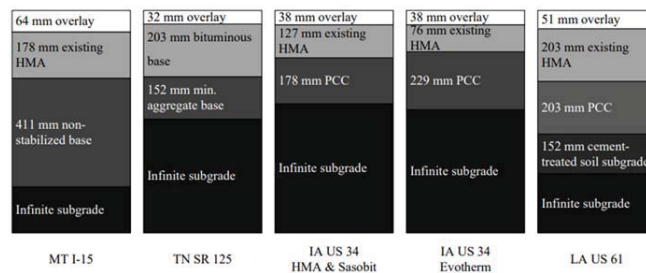 64 mm overlay
178 mm existing
HMA
411 mm non-
stabilized base
Infinite subgrade
MT I-15
32 mm overlay
203 mm bituminous
base
152 mm min.
aggregate base
Infinite subgrade
TN SR 125
38 mm overlay
127 mm existing
HMA
178 mm PCC
Infinite subgrade
IA US 34
HMA & Sasobit
38 mm overlay
76 mm existing
HMA
229 mm PCC
Infinite subgrade
IA US 34
Evotherm
51 mm overlay
203 mm existing
HMA
203 mm PCC
152 mm cement-
treated soil subgrade
Infinite subgrade
LA US 61